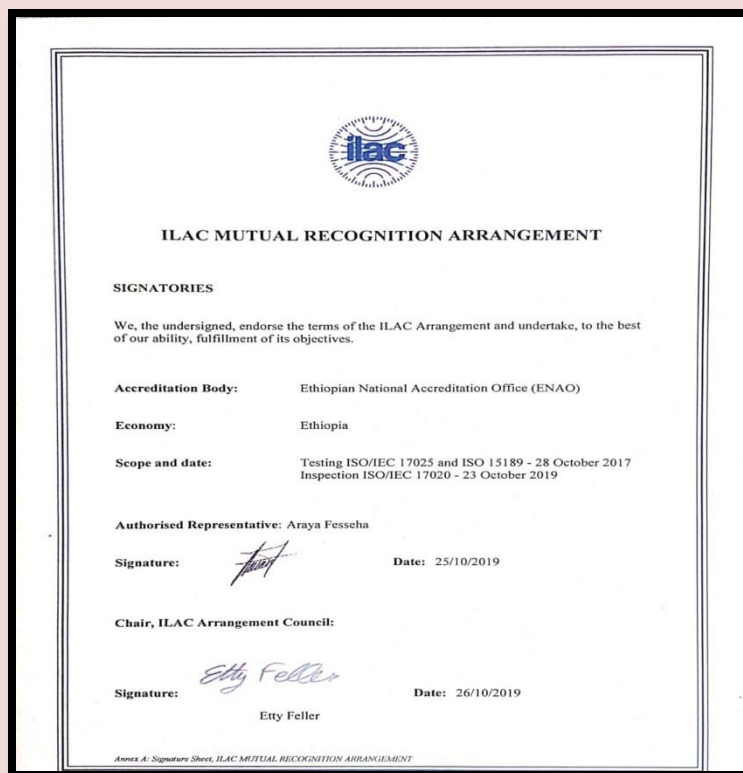 ilac
ILAC MUTUAL RECOGNITION ARRANGEMENT
SIGNATORIES
We, the undersigned, endorse the terms of the ILAC Arrangement and undertake, to the best
of our ability, fulfillment of its objectives.
Accreditation Body: Ethiopian National Accreditation Office (ENAO)
Economy: Ethiopia
Scope and date: Testing ISO/IEC 17025 and ISO 15189 - 28 October 2017
Inspection ISO/IEC 17020 - 23 October 2019
Authorised Representative: Araya Fesseha
Signature: Date: 25/10/2019
Chair, ILAC Arrangement Council:
Etty Feller
Signature: Date: 26/10/2019
Etty Feller
Annex A: Signature Sheet, ILAC MUTUAL RECOGNITION ARRANGEMENT